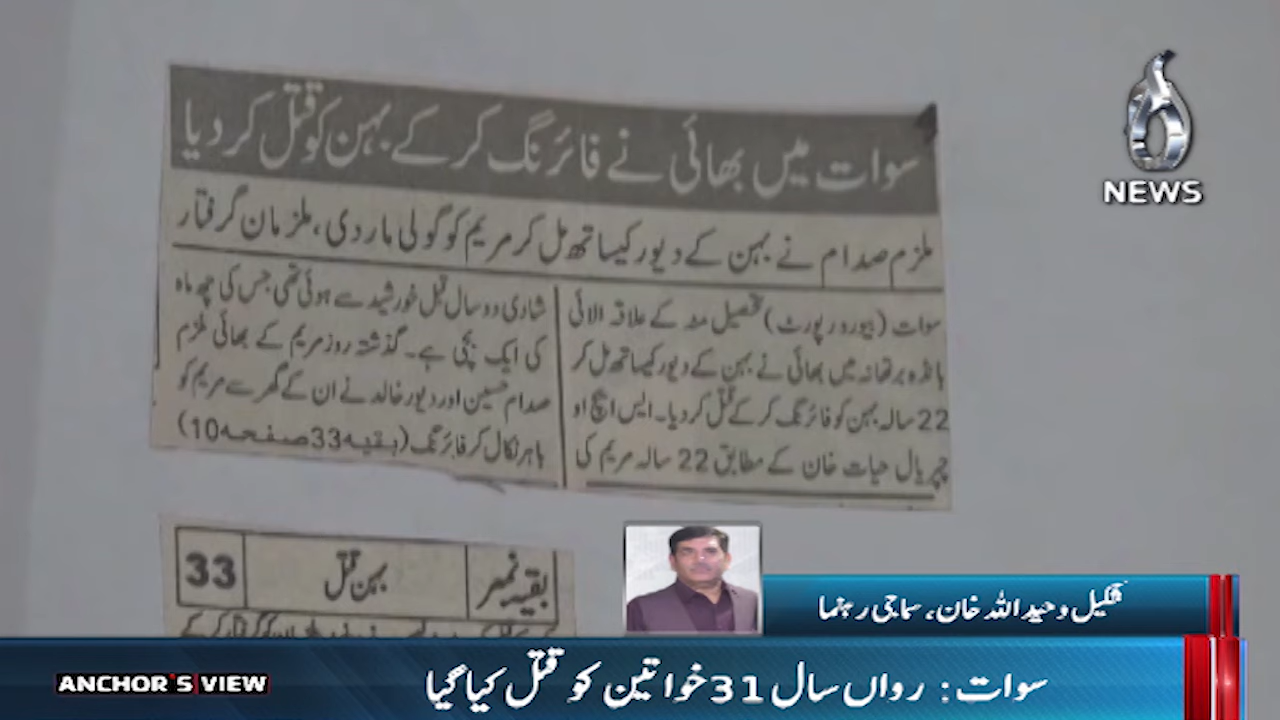 سوات میں بھائی نے فائرنگ کر کے بہن کو قتل کر دیا
ملزم صدام نے بہن کے دیور کیساتھ مل کر مریم کو گولی مار دی، ملزمان گرفتار
سوات (بیورو رپورٹ) تحصیل مٹہ کے علاقہ الائی
بانڈہ برتھانہ میں بھائی نے بہن کے دیور کیساتھ مل کر
22 سالہ بہن کو فائرنگ کر کے قتل کر دیا۔ ایس ایچ او
چپریال حیات خان کے مطابق 22 سالہ مریم کی
شادی دو سال قبل خورشید سے ہوئی تھی جس کی چھ ماہ
کی ایک بچی ہے۔ گذشتہ روز مریم کے بھائی ملزم
صدام حسین اور دیور خالد نے ان کے گھر سے مریم کو
باہر نکال کر فائرنگ (بقیہ 33 صفحہ 10)
بقیہ نمبر بہن قتل 33
NEWS
شکیل وحید اللہ خان، سماجی رہنما
سوات: رواں سال 31 خواتین کو قتل کیا گیا
ANCHOR'S VIEW